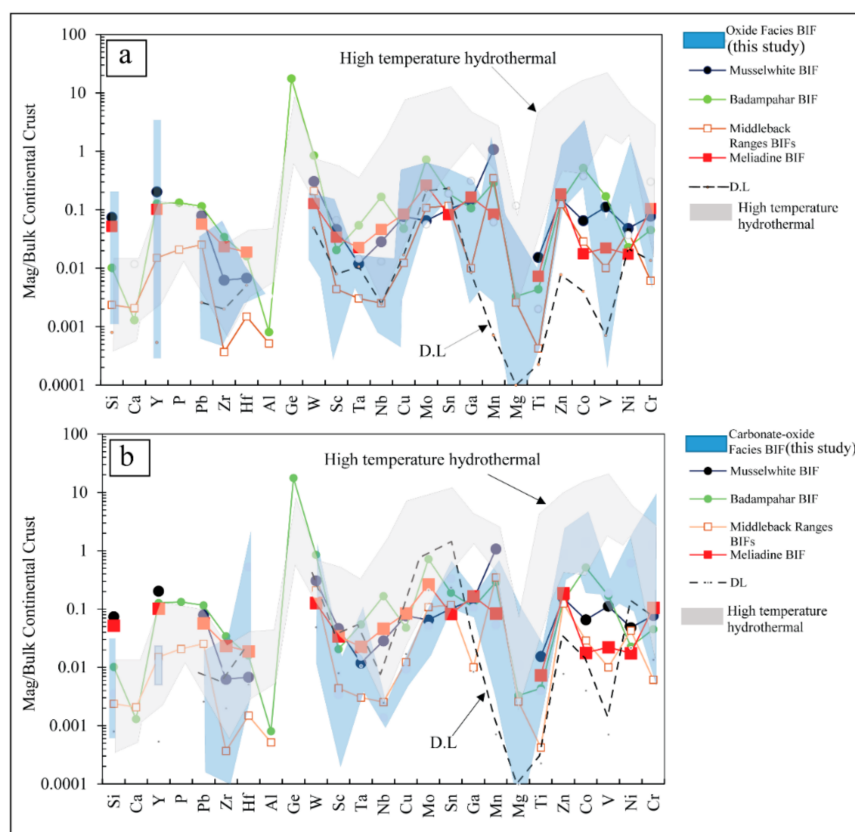 a
High temperature hydrothermal
D.L
Mag/Bulk Continental Crust
100
10
1
0.1
0.01
0.001
0.0001
Si Ca Y P Pb Zr Hf Al Ge W Sc Ta Nb Cu Mo Sn Ga Mn Mg Ti Zn Co V Ni Cr
Oxide Facies BIF
(this study)
Musselwhite BIF
Badampahar BIF
Middleback
Ranges BIFs
Meliadine BIF
D.L
High temperature
hydrothermal
b
High temperature hydrothermal
D.L
Mag/Bulk Continental Crust
100
10
1
0.1
0.01
0.001
0.0001
Si Ca Y P Pb Zr Hf Al Ge W Sc Ta Nb Cu Mo Sn Ga Mn Mg Ti Zn Co V Ni Cr
Carbonate-oxide
Facies BIF(this study)
Musselwhite BIF
Badampahar BIF
Middleback Ranges
BIFs
Meliadine BIF
DL
High temperature
hydrothermal